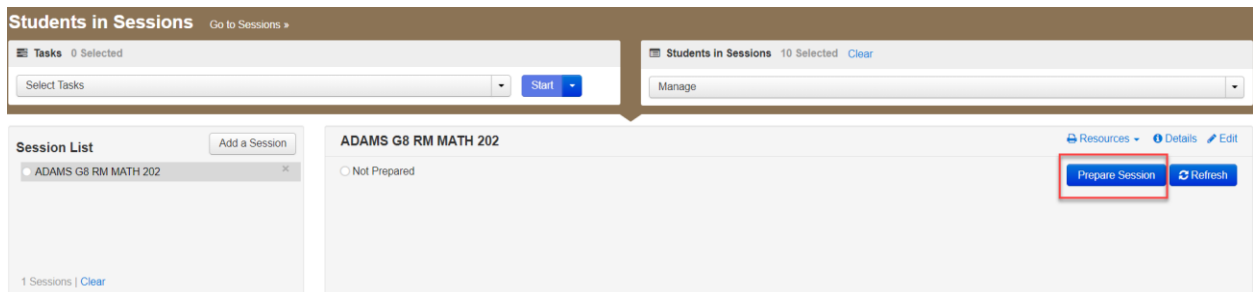 Students in Sessions Go to Sessions »
Tasks 0 Selected
Students in Sessions 10 Selected Clear
Select Tasks
Start
Manage
Session List
Add a Session
ADAMS G8 RM MATH 202
1 Sessions | Clear
ADAMS G8 RM MATH 202
Resources
Details
Edit
Not Prepared
Prepare Session
Refresh